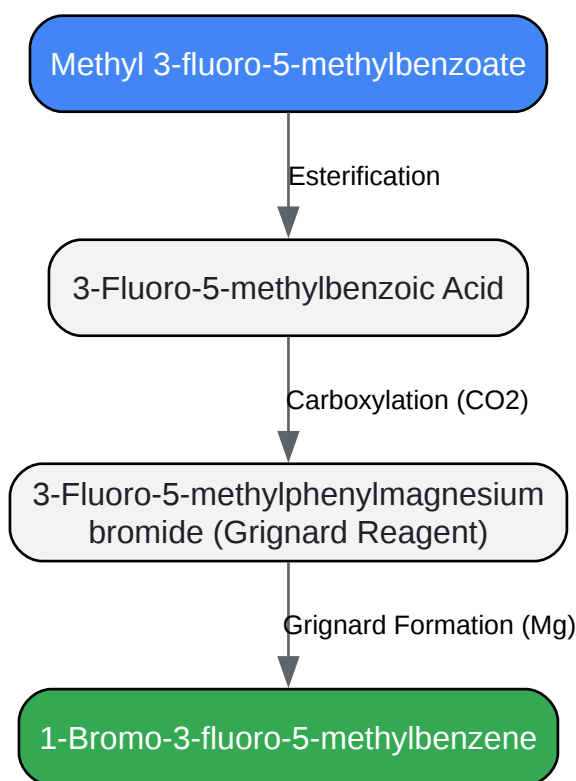 Methyl 3-fluoro-5-methylbenzoate
Esterification
3-Fluoro-5-methylbenzoic Acid
Carboxylation (CO2)
3-Fluoro-5-methylphenylmagnesium
bromide (Grignard Reagent)
Grignard Formation (Mg)
1-Bromo-3-fluoro-5-methylbenzene